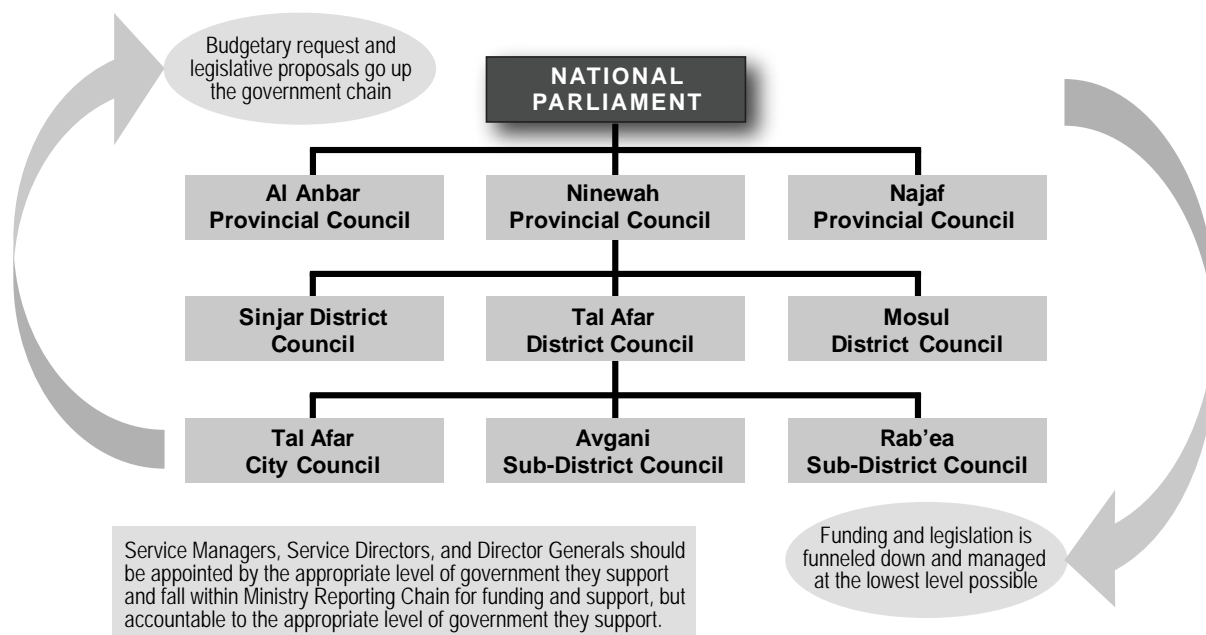 Budgetary request and
legislative proposals go up
the government chain
NATIONAL
PARLIAMENT
Al Anbar
Provincial Council
Ninewah
Provincial Council
Najaf
Provincial Council
Sinjar District
Council
Tal Afar
District Council
Mosul
District Council
Tal Afar
City Council
Avgani
Sub-District Council
Rab’ea
Sub-District Council
Service Managers, Service Directors, and Director Generals should
be appointed by the appropriate level of government they support
and fall within Ministry Reporting Chain for funding and support, but
accountable to the appropriate level of government they support.
Funding and legislation is
funneled down and managed
at the lowest level possible